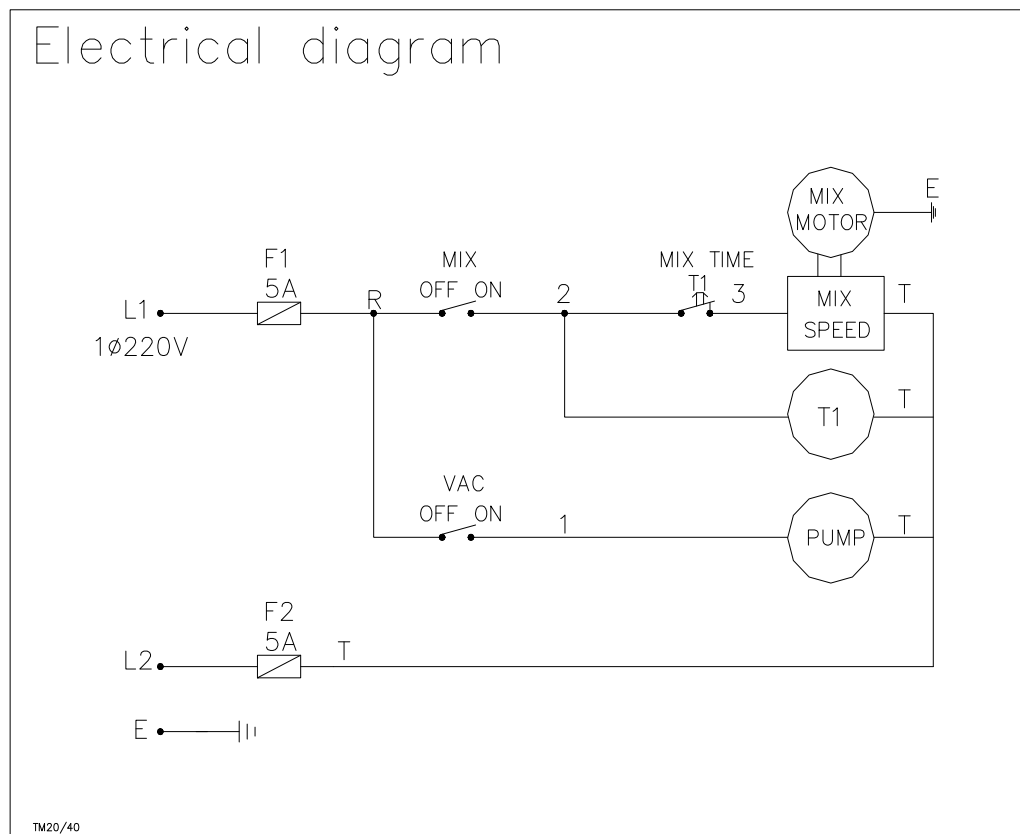 Electrical diagram
MIX
MOTOR
E
F1
5A
MIX
OFF ON
MIX TIME
T1
L1
R
2
3
MIX
SPEED
T
1ø220V
T1
T
VAC
OFF ON
1
PUMP
T
F2
5A
L2
T
E
TM20/40